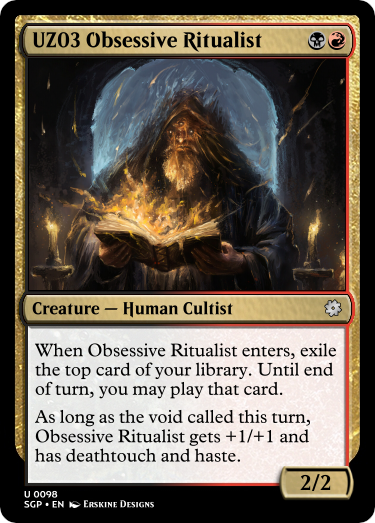 UZ03 Obsessive Ritualist
Creature — Human Cultist
When Obsessive Ritualist enters, exile
the top card of your library. Until end
of turn, you may play that card.
As long as the void called this turn,
Obsessive Ritualist gets +1/+1 and
has deathtouch and haste.
2/2
U 0098
SGP • EN Erskine Designs